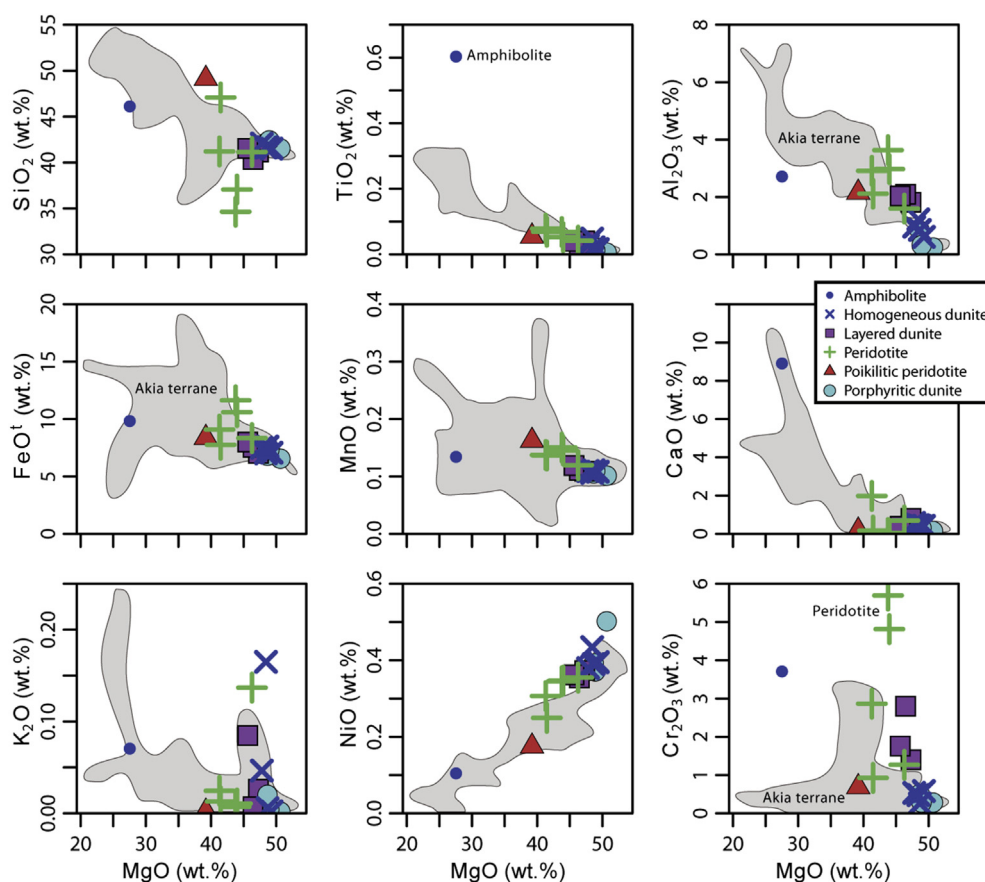 55
50
45
40
35
30
SiO₂ (wt.%)
0.6
0.4
0.2
0.0
TiO₂ (wt.%)
Amphibolite
8
6
4
2
0
Al₂O₃ (wt.%)
Akia terrane
20
15
10
5
0
FeOᵗ (wt.%)
Akia terrane
0.4
0.3
0.2
0.1
0.0
MnO (wt.%)
10
8
6
4
2
0
CaO (wt.%)
Amphibolite
Homogeneous dunite
Layered dunite
Peridotite
Poikilitic peridotite
Porphyritic dunite
0.20
0.10
0.00
K₂O (wt.%)
20 30 40 50
MgO (wt.%)
0.6
0.4
0.2
0.0
NiO (wt.%)
20 30 40 50
MgO (wt.%)
6
5
4
3
2
1
0
Cr₂O₃ (wt.%)
Peridotite
Akia terrane
20 30 40 50
MgO (wt.%)